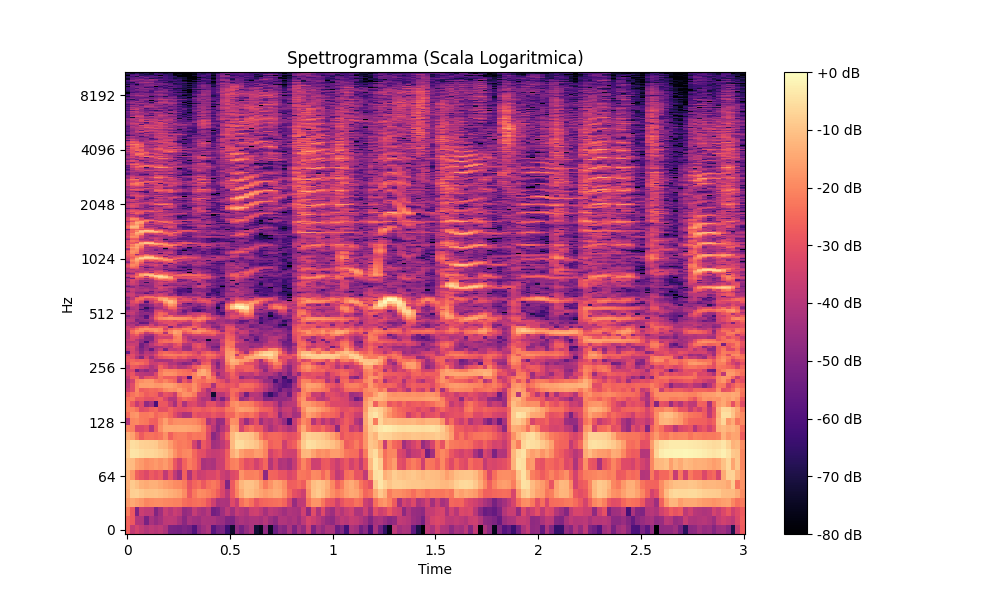 Spettrogramma (Scala Logaritmica)
Hz
8192
4096
2048
1024
512
256
128
64
0
0
0.5
1
1.5
2
2.5
3
Time
+0 dB
-10 dB
-20 dB
-30 dB
-40 dB
-50 dB
-60 dB
-70 dB
-80 dB